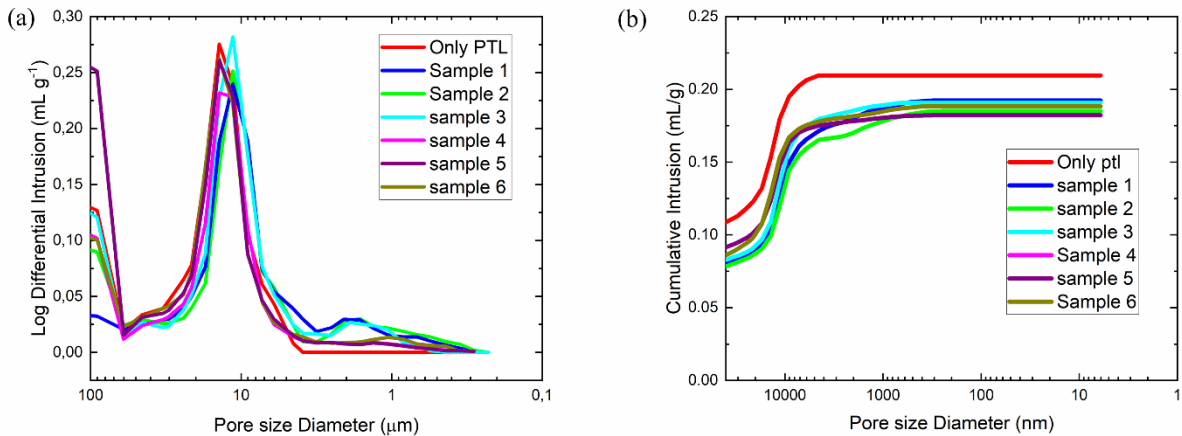 (a)
0,30
0,25
0,20
0,15
0,10
0,05
0,00
Log Differential Intrusion (mL g⁻¹)
100
10
1
0,1
Pore size Diameter (μm)
Only PTL
Sample 1
Sample 2
sample 3
sample 4
sample 5
sample 6
(b)
0.25
0.20
0.15
0.10
0.05
0.00
Cumulative Intrusion (mL/g)
10000
1000
100
10
1
Pore size Diameter (nm)
Only ptl
sample 1
sample 2
sample 3
Sample 4
sample 5
Sample 6